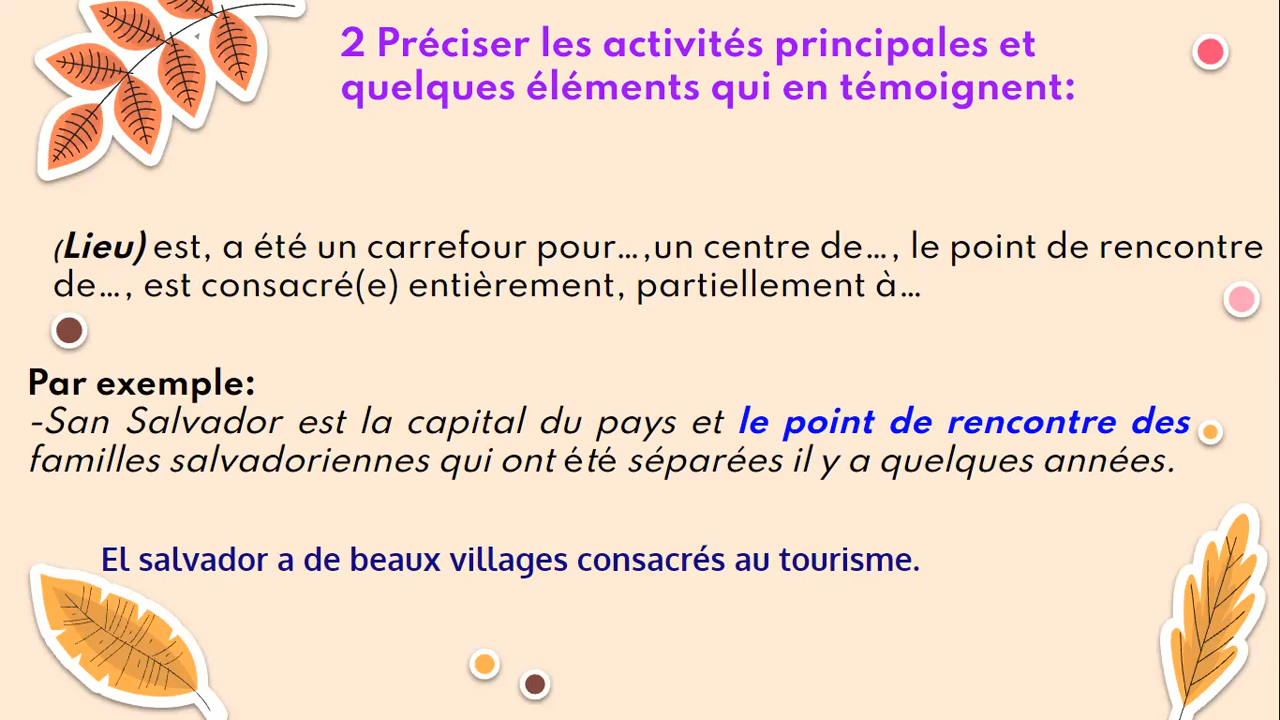 2 Préciser les activités principales et
quelques éléments qui en témoignent:
(Lieu) est, a été un carrefour pour...,un centre de..., le point de rencontre
de..., est consacré(e) entièrement, partiellement à...
Par exemple:
-San Salvador est la capital du pays et le point de rencontre des
familles salvadoriennes qui ont été séparées il y a quelques années.
El salvador a de beaux villages consacrés au tourisme.